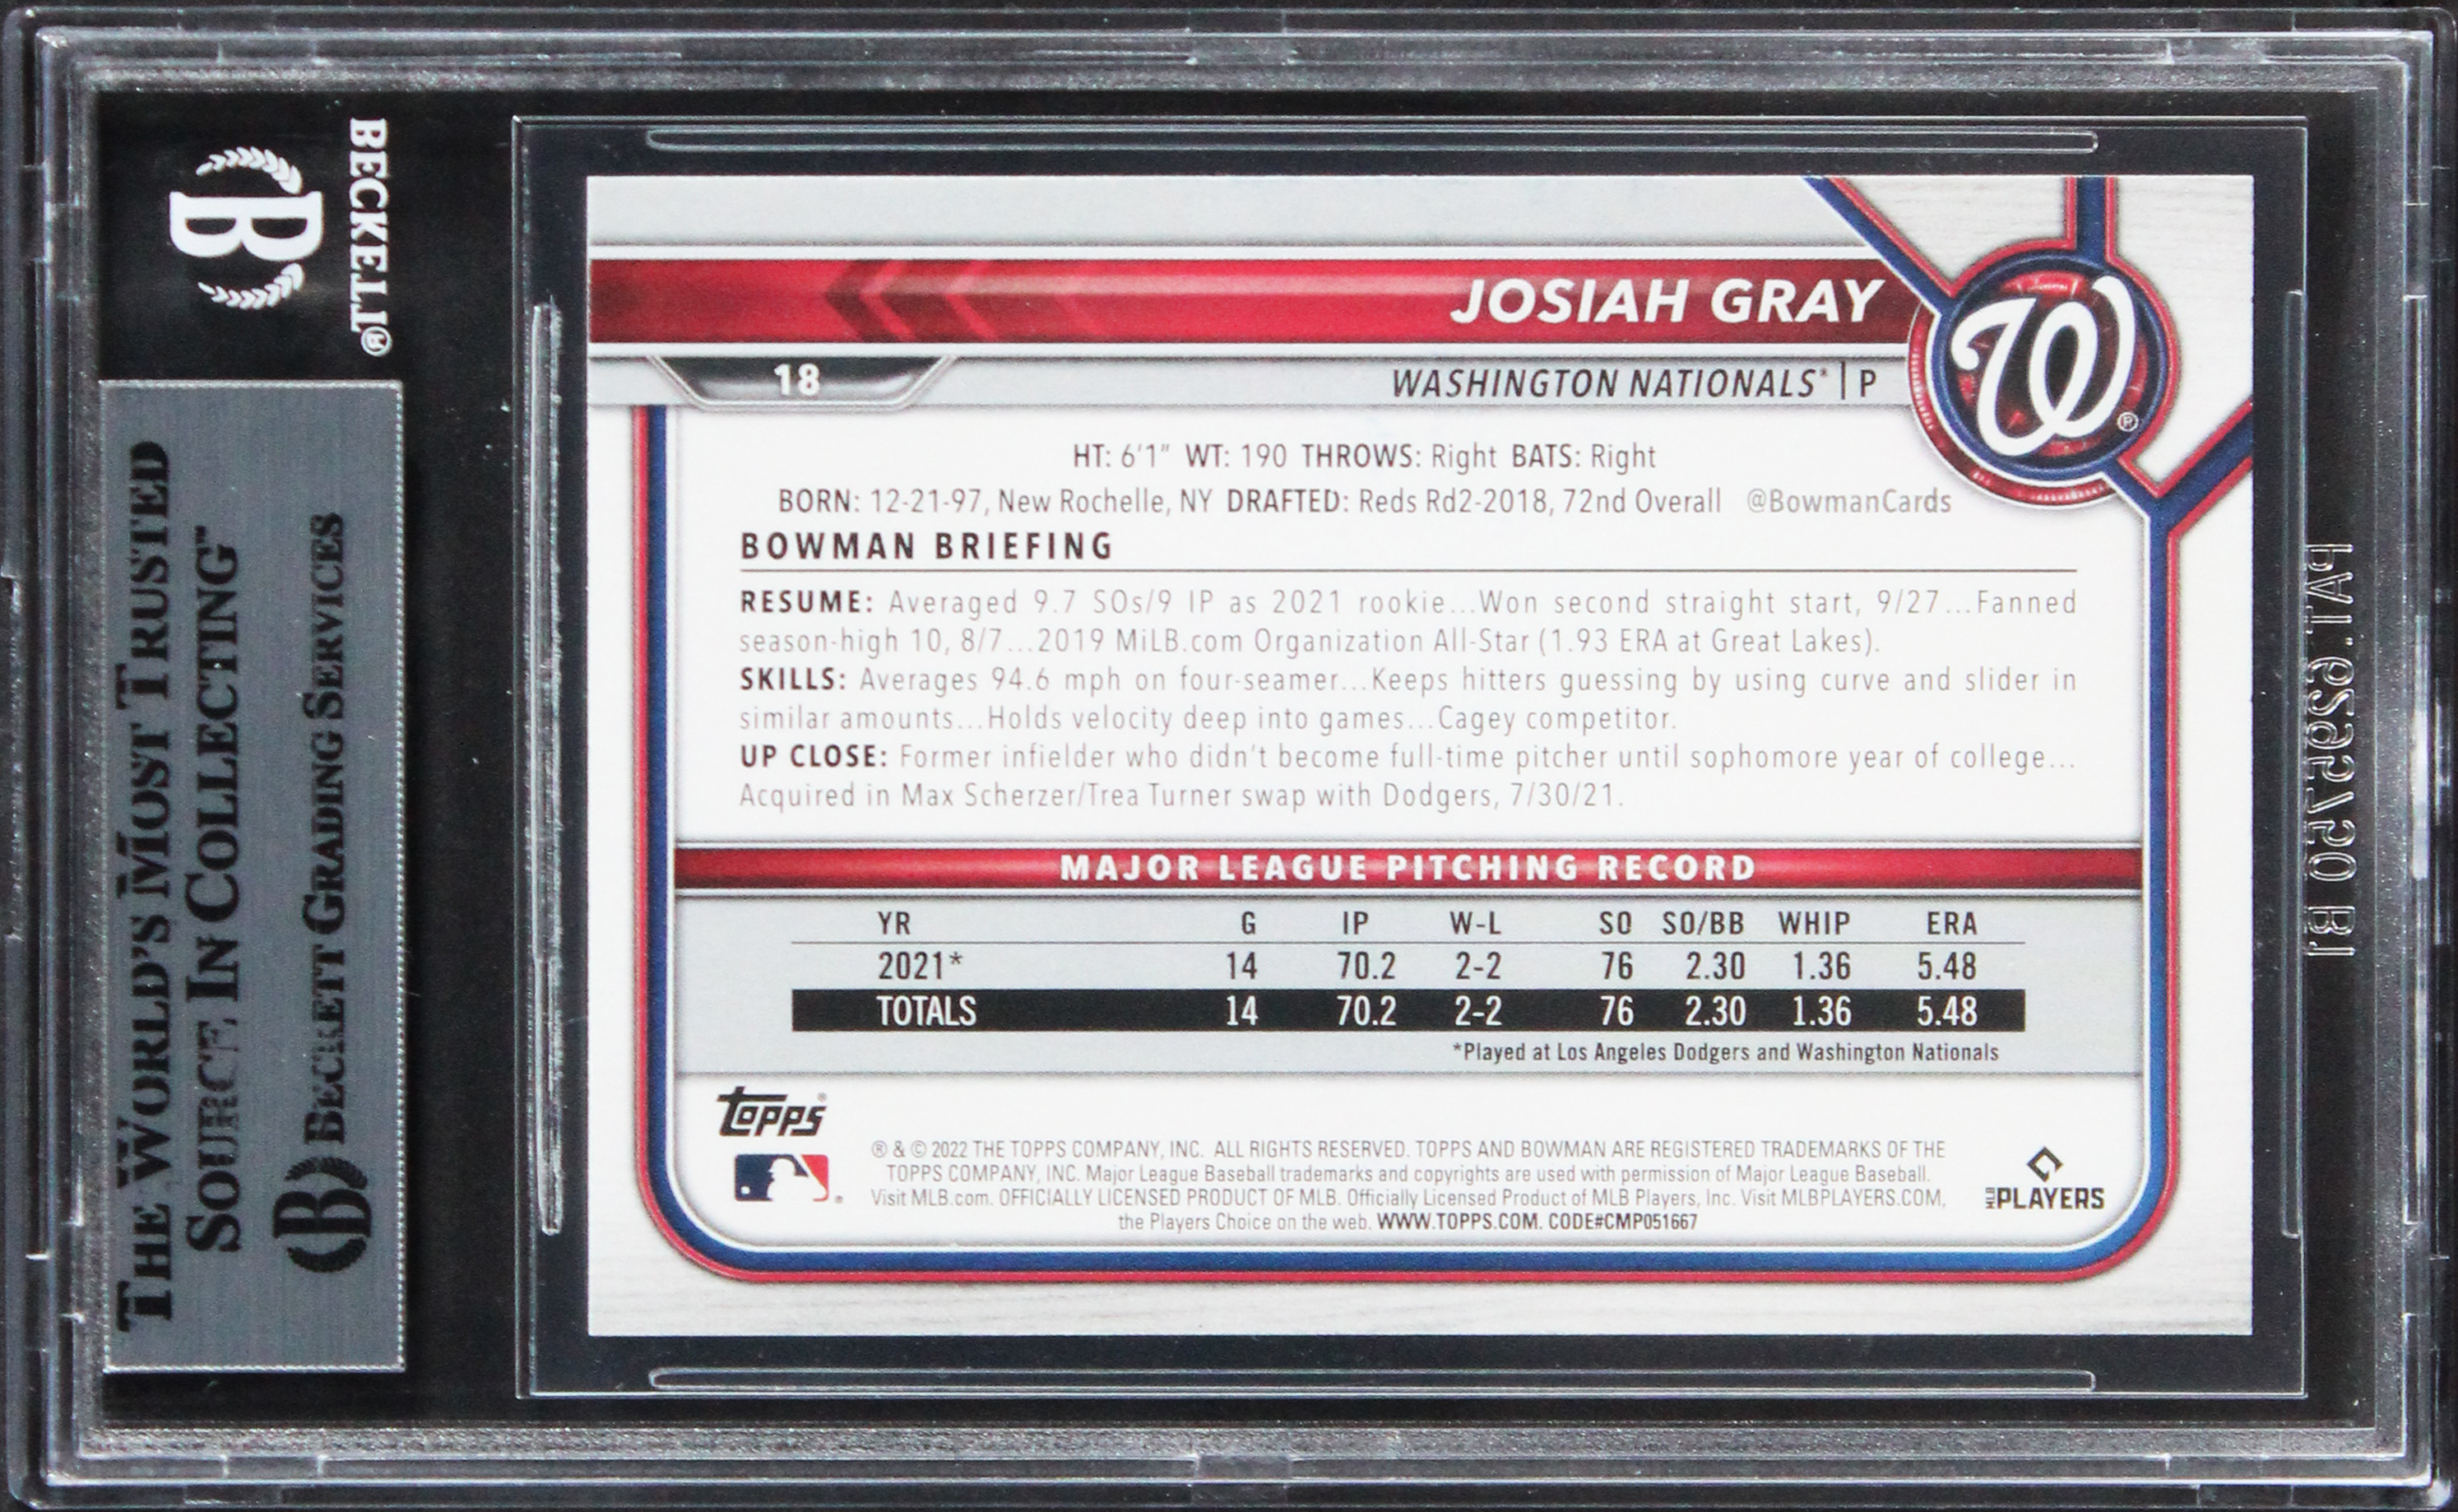 BECKETT®
B
THE WORLD'S MOST TRUSTED
SOURCE IN COLLECTING™
B BECKETT GRADING SERVICES
JOSIAH GRAY
18
WASHINGTON NATIONALS® | P
W®
HT: 6'1" WT: 190 THROWS: Right BATS: Right
BORN: 12-21-97, New Rochelle, NY DRAFTED: Reds Rd2-2018, 72nd Overall @BowmanCards
BOWMAN BRIEFING
RESUME: Averaged 9.7 SOs/9 IP as 2021 rookie...Won second straight start, 9/27...Fanned
season-high 10, 8/7...2019 MiLB.com Organization All-Star (1.93 ERA at Great Lakes).
SKILLS: Averages 94.6 mph on four-seamer...Keeps hitters guessing by using curve and slider in
similar amounts...Holds velocity deep into games...Cagey competitor.
UP CLOSE: Former infielder who didn't become full-time pitcher until sophomore year of college...
Acquired in Max Scherzer/Trea Turner swap with Dodgers, 7/30/21.
MAJOR LEAGUE PITCHING RECORD
YR G IP W-L SO SO/BB WHIP ERA
2021* 14 70.2 2-2 76 2.30 1.36 5.48
TOTALS 14 70.2 2-2 76 2.30 1.36 5.48
*Played at Los Angeles Dodgers and Washington Nationals
topps®
® & © 2022 THE TOPPS COMPANY, INC. ALL RIGHTS RESERVED. TOPPS AND BOWMAN ARE REGISTERED TRADEMARKS OF THE
TOPPS COMPANY, INC. Major League Baseball trademarks and copyrights are used with permission of Major League Baseball.
Visit MLB.com. OFFICIALLY LICENSED PRODUCT OF MLB. Officially Licensed Product of MLB Players, Inc. Visit MLBPLAYERS.COM,
the Players Choice on the web. WWW.TOPPS.COM. CODE#CMP051667
MLB PLAYERS